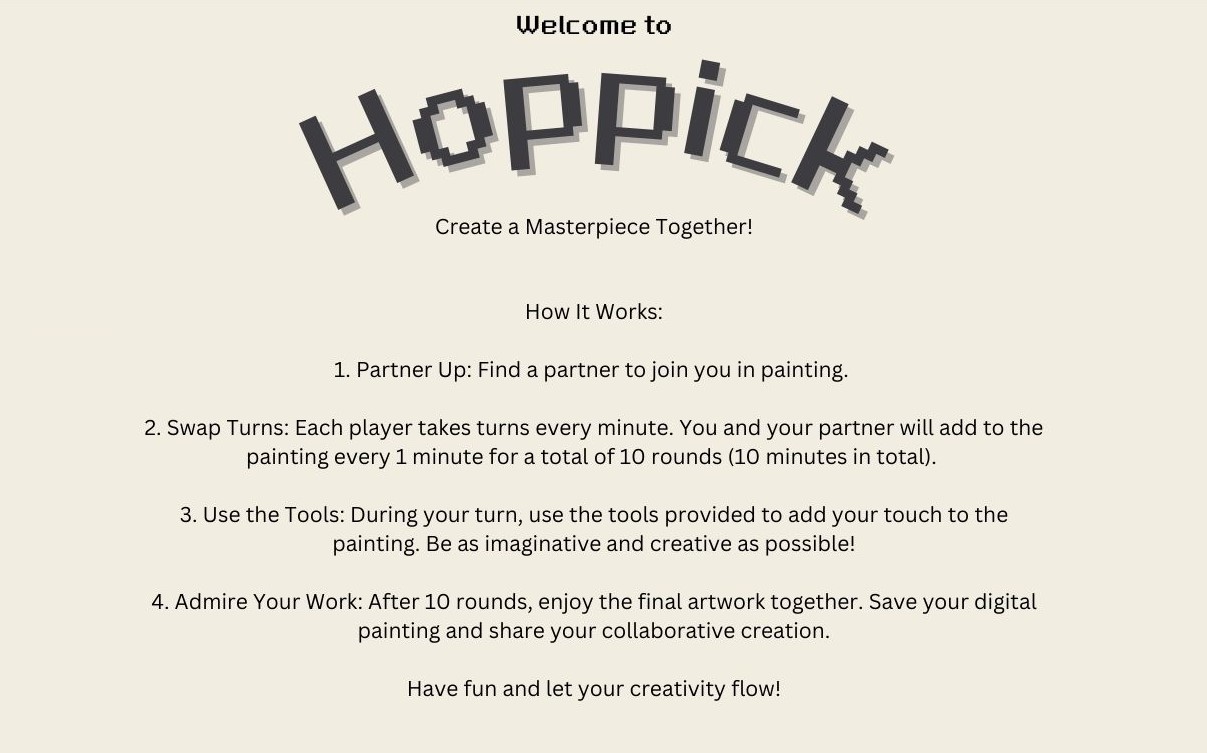 Welcome to
Hoppick
Create a Masterpiece Together!
How It Works:
1. Partner Up: Find a partner to join you in painting.
2. Swap Turns: Each player takes turns every minute. You and your partner will add to the
painting every 1 minute for a total of 10 rounds (10 minutes in total).
3. Use the Tools: During your turn, use the tools provided to add your touch to the
painting. Be as imaginative and creative as possible!
4. Admire Your Work: After 10 rounds, enjoy the final artwork together. Save your digital
painting and share your collaborative creation.
Have fun and let your creativity flow!